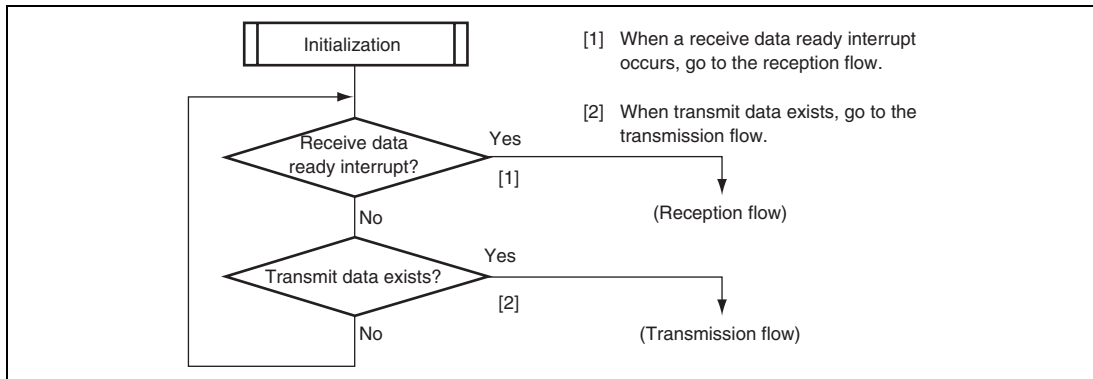 Initialization
[1] When a receive data ready interrupt
occurs, go to the reception flow.
[2] When transmit data exists, go to the
transmission flow.
Receive data
ready interrupt?
Yes
[1]
(Reception flow)
No
Transmit data exists?
Yes
[2]
(Transmission flow)
No